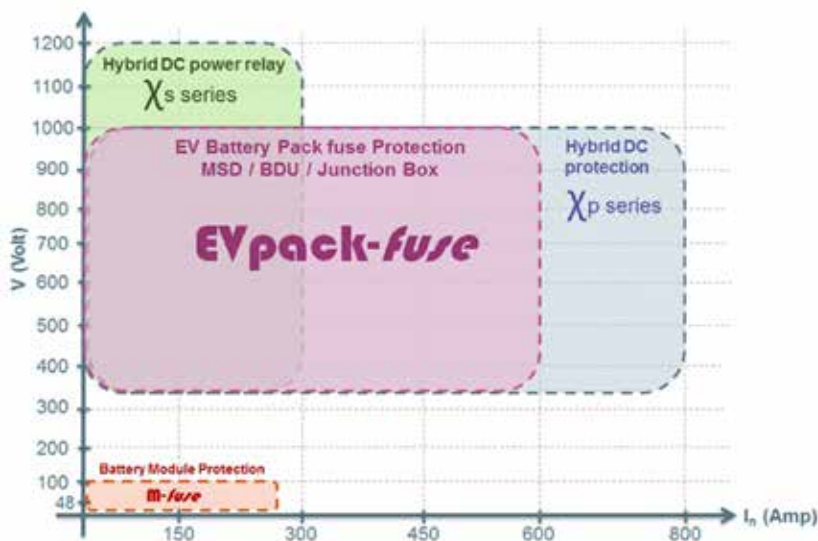 1200
1100
1000
900
800
700
600
500
400
300
200
100
48
V (Volt)
Hybrid DC power relay
χs series
EV Battery Pack fuse Protection
MSD / BDU / Junction Box
EVpack-fuse
Hybrid DC
protection
χp series
Battery Module Protection
m-fuse
150
300
450
600
800
Iₙ (Amp)